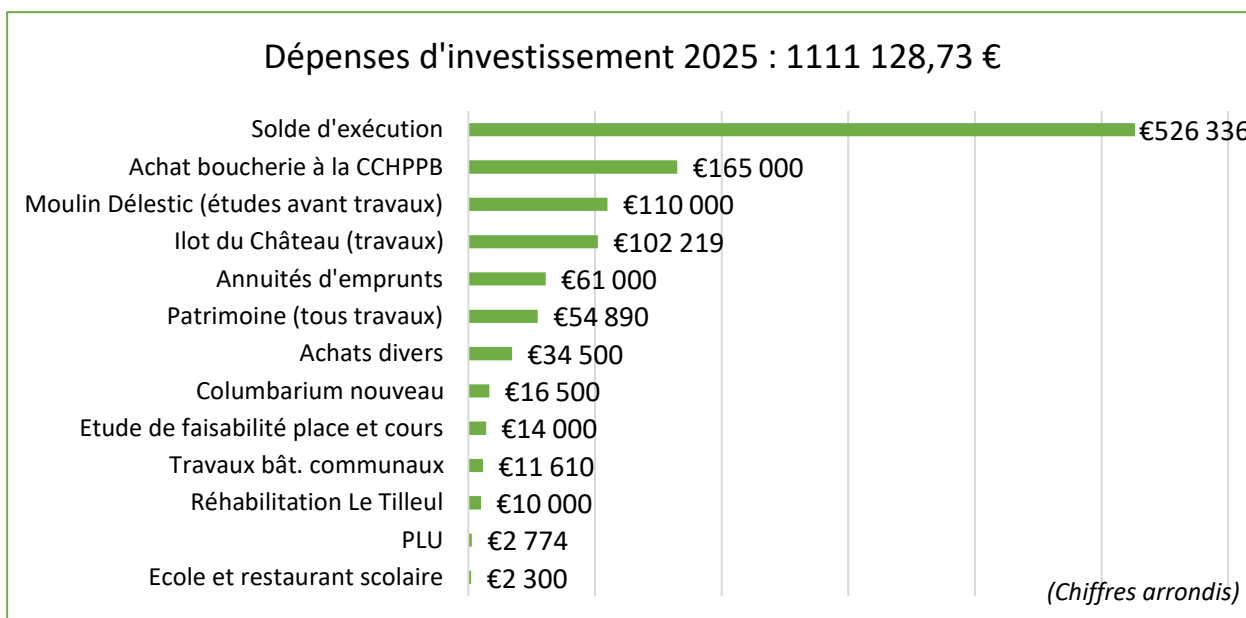 Dépenses d'investissement 2025 : 1111 128,73 €
Solde d'exécution €526 336
Achat boucherie à la CCHPPB €165 000
Moulin Délestic (études avant travaux) €110 000
Ilot du Château (travaux) €102 219
Annuités d'emprunts €61 000
Patrimoine (tous travaux) €54 890
Achats divers €34 500
Columbarium nouveau €16 500
Etude de faisabilité place et cours €14 000
Travaux bât. communaux €11 610
Réhabilitation Le Tilleul €10 000
PLU €2 774
Ecole et restaurant scolaire €2 300
(Chiffres arrondis)